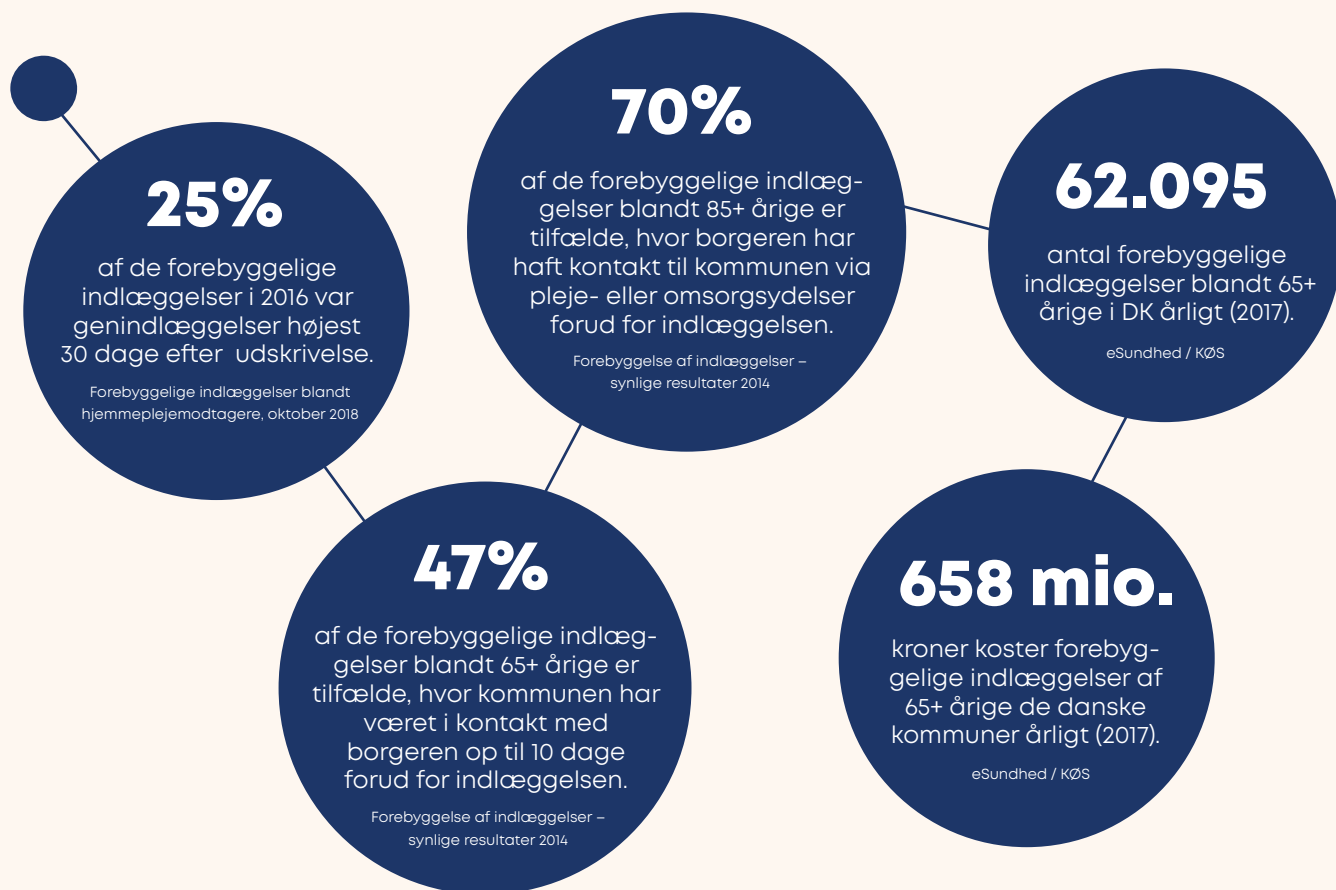 25%
af de forebyggelige
indlæggelser i 2016 var
genindlæggelser højest
30 dage efter udskrivelse.
Forebyggelige indlæggelser blandt
hjemmeplejemodtagere, oktober 2018
47%
af de forebyggelige indlæg-
gelser blandt 65+ årige er
tilfælde, hvor kommunen har
været i kontakt med
borgeren op til 10 dage
forud for indlæggelsen.
Forebyggelse af indlæggelser –
synlige resultater 2014
70%
af de forebyggelige indlæg-
gelser blandt 85+ årige er
tilfælde, hvor borgeren har
haft kontakt til kommunen via
pleje- eller omsorgsydelser
forud for indlæggelsen.
Forebyggelse af indlæggelser –
synlige resultater 2014
62.095
antal forebyggelige
indlæggelser blandt 65+
årige i DK årligt (2017).
eSundhed / KØS
658 mio.
kroner koster forebyg-
gelige indlæggelser af
65+ årige de danske
kommuner årligt (2017).
eSundhed / KØS